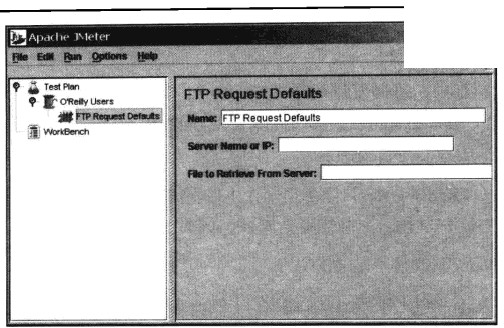 Apache JMeter
File Edit Run Options Help
Test Plan
O'Reilly Users
FTP Request Defaults
WorkBench
FTP Request Defaults
Name: FTP Request Defaults
Server Name or IP:
File to Retrieve From Server: